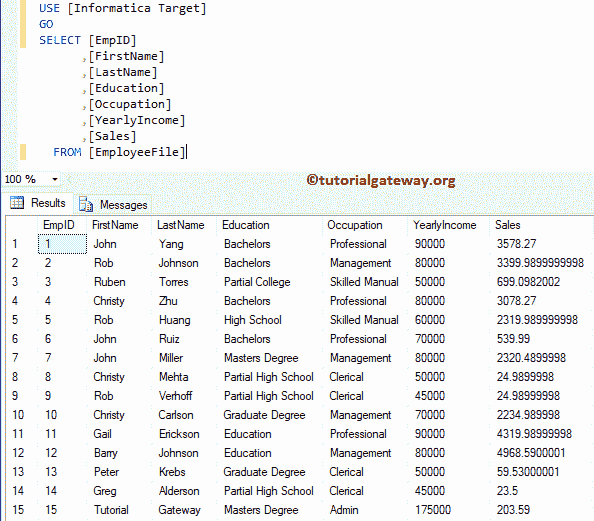 USE [Informatica Target]
GO
SELECT [EmpID]
,[FirstName]
,[LastName]
,[Education]
,[Occupation]
,[YearlyIncome]
,[Sales]
FROM [EmployeeFile]
100 %
©tutorialgateway.org
Results Messages
EmpID FirstName LastName Education Occupation YearlyIncome Sales
1 1 John Yang Bachelors Professional 90000 3578.27
2 2 Rob Johnson Bachelors Management 80000 3399.9899999998
3 3 Ruben Torres Partial College Skilled Manual 50000 699.0982002
4 4 Christy Zhu Bachelors Professional 80000 3078.27
5 5 Rob Huang High School Skilled Manual 60000 2319.989999998
6 6 John Ruiz Bachelors Professional 70000 539.99
7 7 John Miller Masters Degree Management 80000 2320.4899998
8 8 Christy Mehta Partial High School Clerical 50000 24.9899998
9 9 Rob Verhoff Partial High School Clerical 45000 24.9899998
10 10 Christy Carlson Graduate Degree Management 70000 2234.989998
11 11 Gail Erickson Education Professional 90000 4319.98999998
12 12 Barry Johnson Education Management 80000 4968.5900001
13 13 Peter Krebs Graduate Degree Clerical 50000 59.53000001
14 14 Greg Alderson Partial High School Clerical 45000 23.5
15 15 Tutorial Gateway Masters Degree Admin 175000 203.59